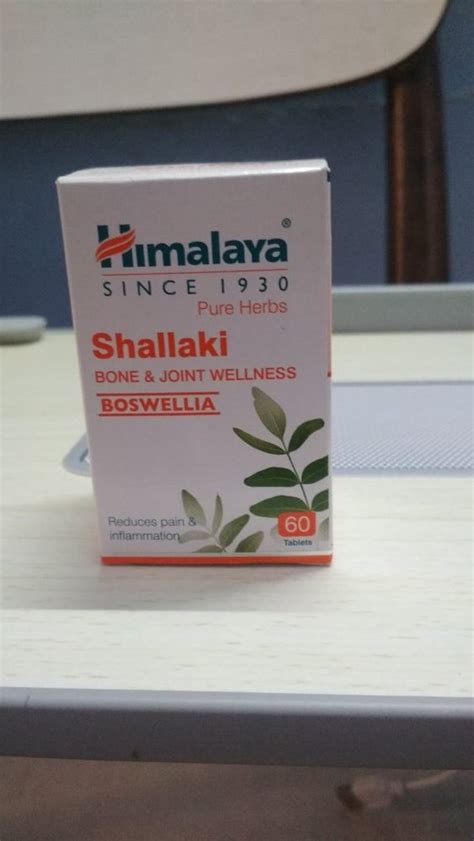 Himalaya®
SINCE 1930
Pure Herbs
Shallaki
BONE & JOINT WELLNESS
BOSWELLIA
Reduces pain &
inflammation
60
Tablets